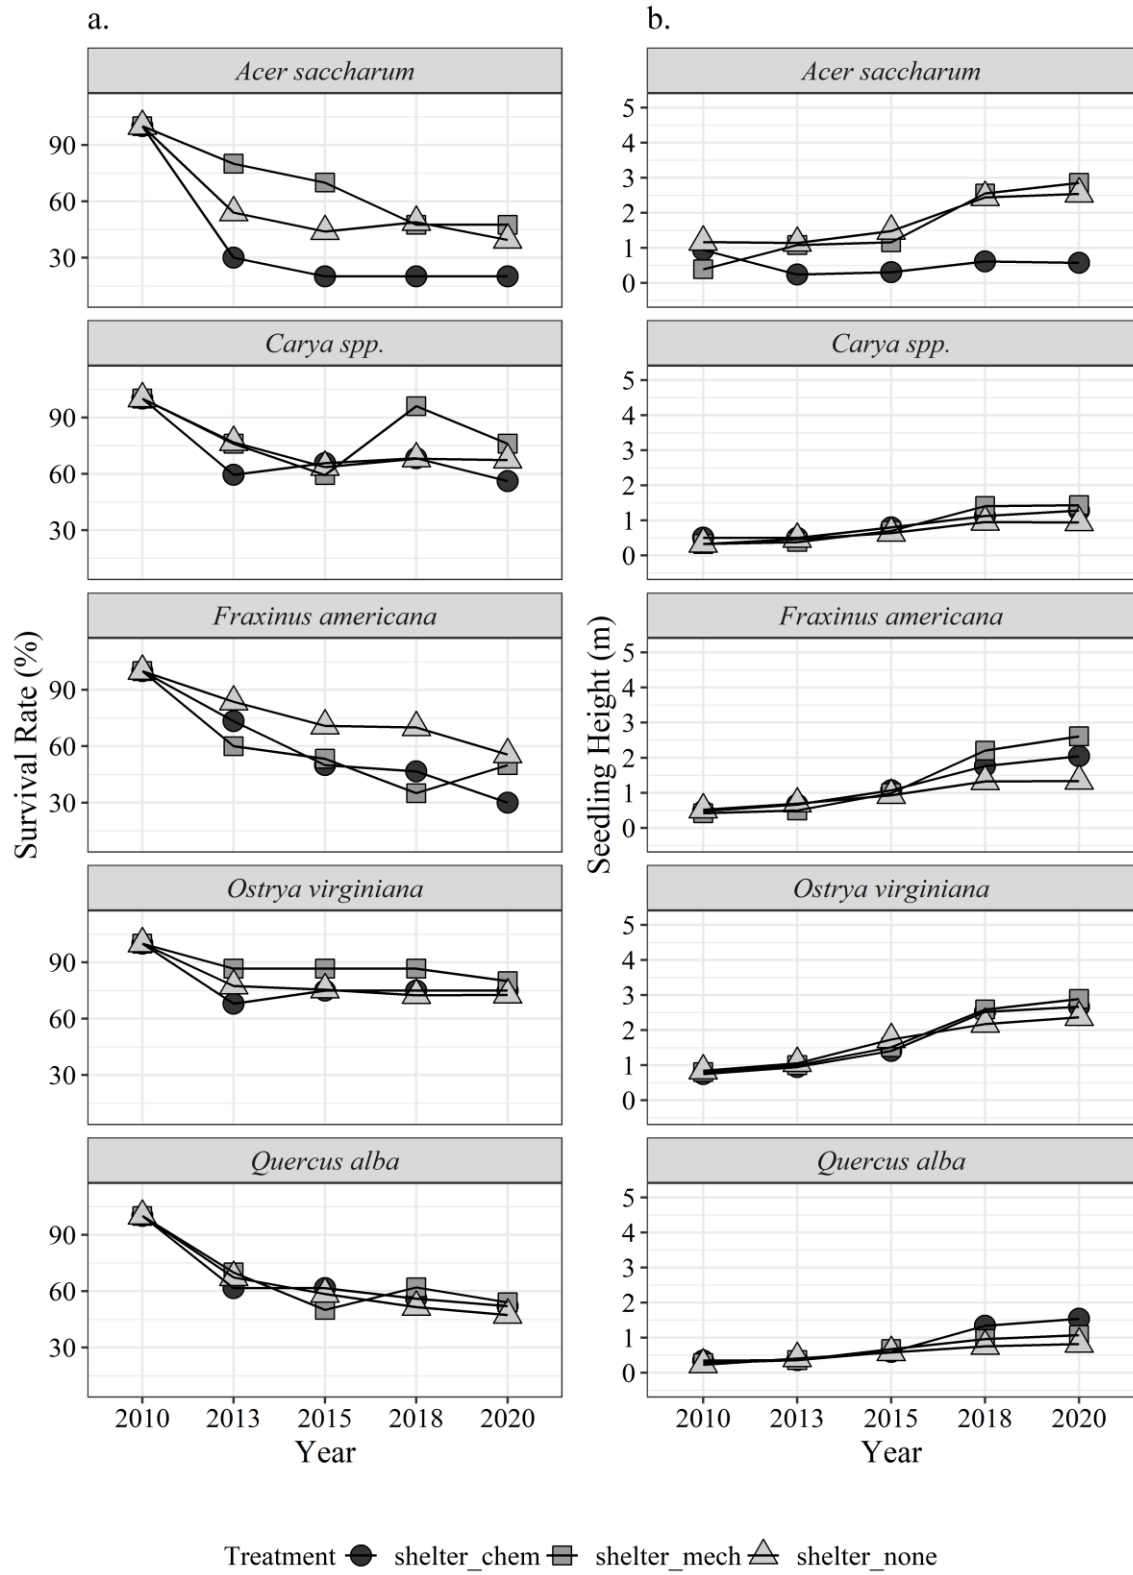 a.
Acer saccharum
90
60
30
Carya spp.
90
60
30
Fraxinus americana
90
60
30
Ostrya virginiana
90
60
30
Quercus alba
90
60
30
2010 2013 2015 2018 2020
Year
Survival Rate (%)
b.
Acer saccharum
5
4
3
2
1
0
Carya spp.
5
4
3
2
1
0
Fraxinus americana
5
4
3
2
1
0
Ostrya virginiana
5
4
3
2
1
0
Quercus alba
5
4
3
2
1
0
2010 2013 2015 2018 2020
Year
Seedling Height (m)
Treatment shelter_chem shelter_mech shelter_none